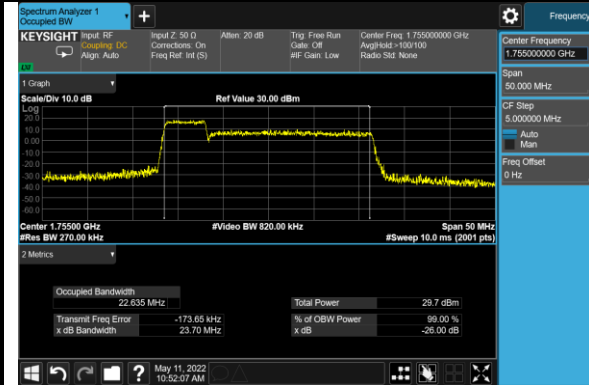 Spectrum Analyzer 1
Occupied BW
Frequency
KEYSIGHT
Input: RF
Coupling: DC
Align: Auto
Input Z: 50 Ω
Corrections: On
Freq Ref: Int (S)
Atten: 20 dB
Trig: Free Run
Gate: Off
#IF Gain: Low
Center Freq: 1.755000000 GHz
Avg|Hold:>100/100
Radio Std: None
Center Frequency
1.755000000 GHz
Span
50.000 MHz
CF Step
5.000000 MHz
Auto
Man
Freq Offset
0 Hz
1 Graph
Scale/Div 10.0 dB
Ref Value 30.00 dBm
Log
20.0
10.0
0.00
-10.0
-20.0
-30.0
-40.0
-50.0
-60.0
Center 1.75500 GHz
#Video BW 820.00 kHz
Span 50 MHz
#Res BW 270.00 kHz
#Sweep 10.0 ms (2001 pts)
2 Metrics
Occupied Bandwidth
22.635 MHz
Total Power
29.7 dBm
Transmit Freq Error
-173.65 kHz
% of OBW Power
99.00 %
x dB Bandwidth
23.70 MHz
x dB
-26.00 dB
?
May 11, 2022
10:52:07 AM